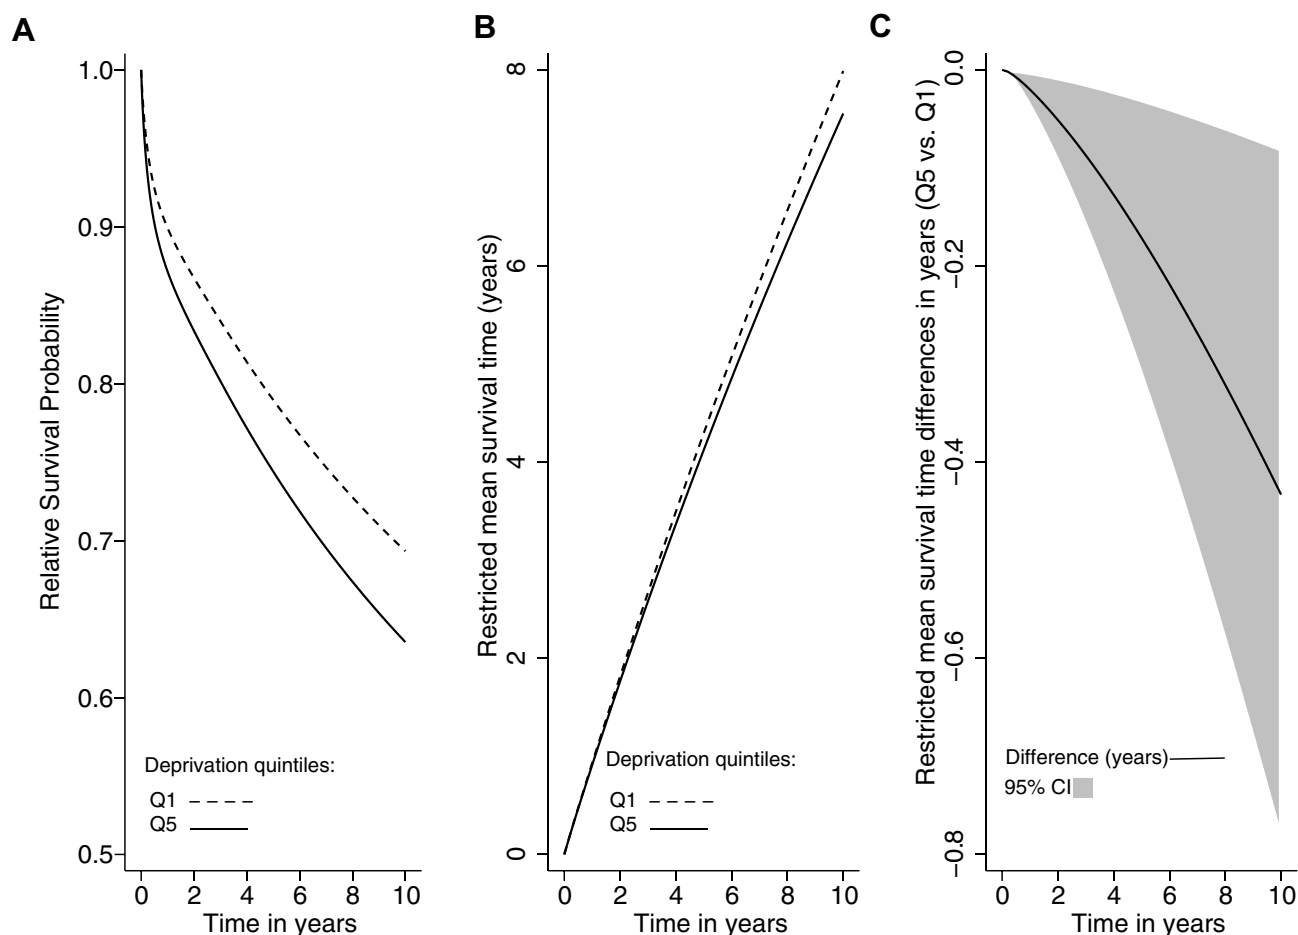 A
Relative Survival Probability
1.0
0.9
0.8
0.7
0.6
0.5
Deprivation quintiles:
Q1
Q5
0 2 4 6 8 10
Time in years
B
Restricted mean survival time (years)
8
6
4
2
0
Deprivation quintiles:
Q1
Q5
0 2 4 6 8 10
Time in years
C
Restricted mean survival time differences in years (Q5 vs. Q1)
0.0
−0.2
−0.4
−0.6
−0.8
Difference (years)
95% CI
0 2 4 6 8 10
Time in years